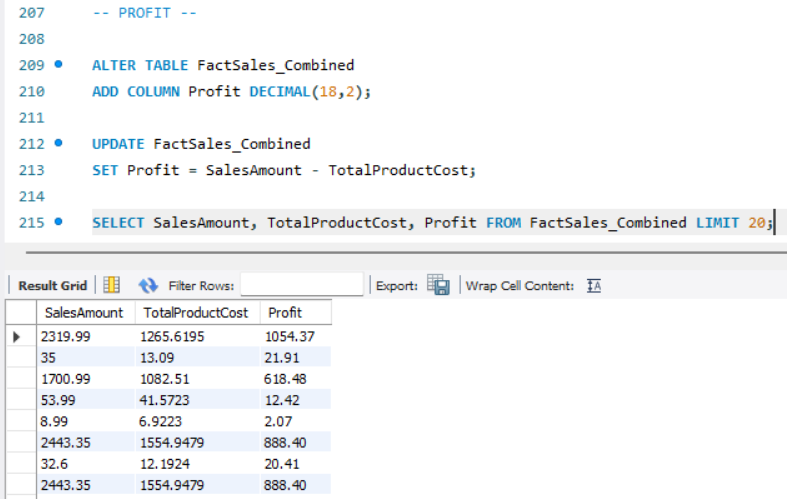 207 -- PROFIT --
208
209 ALTER TABLE FactSales_Combined
210 ADD COLUMN Profit DECIMAL(18,2);
211
212 UPDATE FactSales_Combined
213 SET Profit = SalesAmount - TotalProductCost;
214
215 SELECT SalesAmount, TotalProductCost, Profit FROM FactSales_Combined LIMIT 20;
Result Grid Filter Rows: Export: Wrap Cell Content: IA
SalesAmount TotalProductCost Profit
2319.99 1265.6195 1054.37
35 13.09 21.91
1700.99 1082.51 618.48
53.99 41.5723 12.42
8.99 6.9223 2.07
2443.35 1554.9479 888.40
32.6 12.1924 20.41
2443.35 1554.9479 888.40